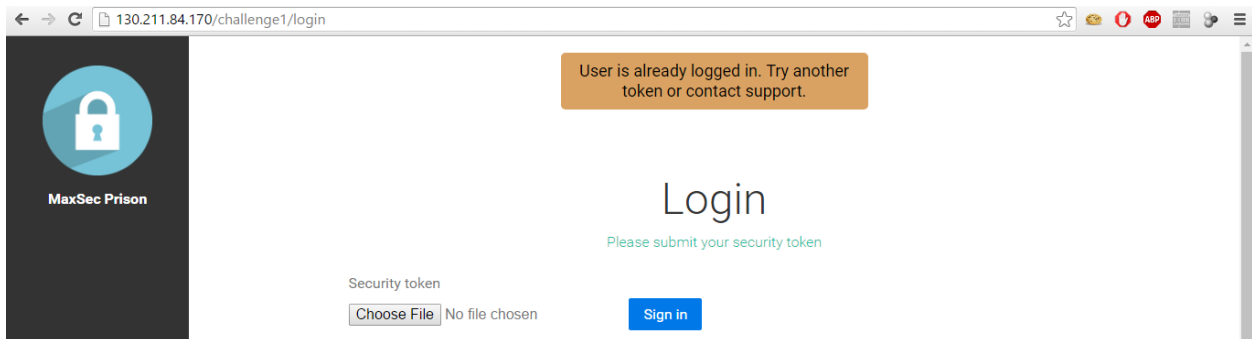 130.211.84.170/challenge1/login
ABP
User is already logged in. Try another
token or contact support.
MaxSec Prison
Login
Please submit your security token
Security token
Choose File No file chosen
Sign in